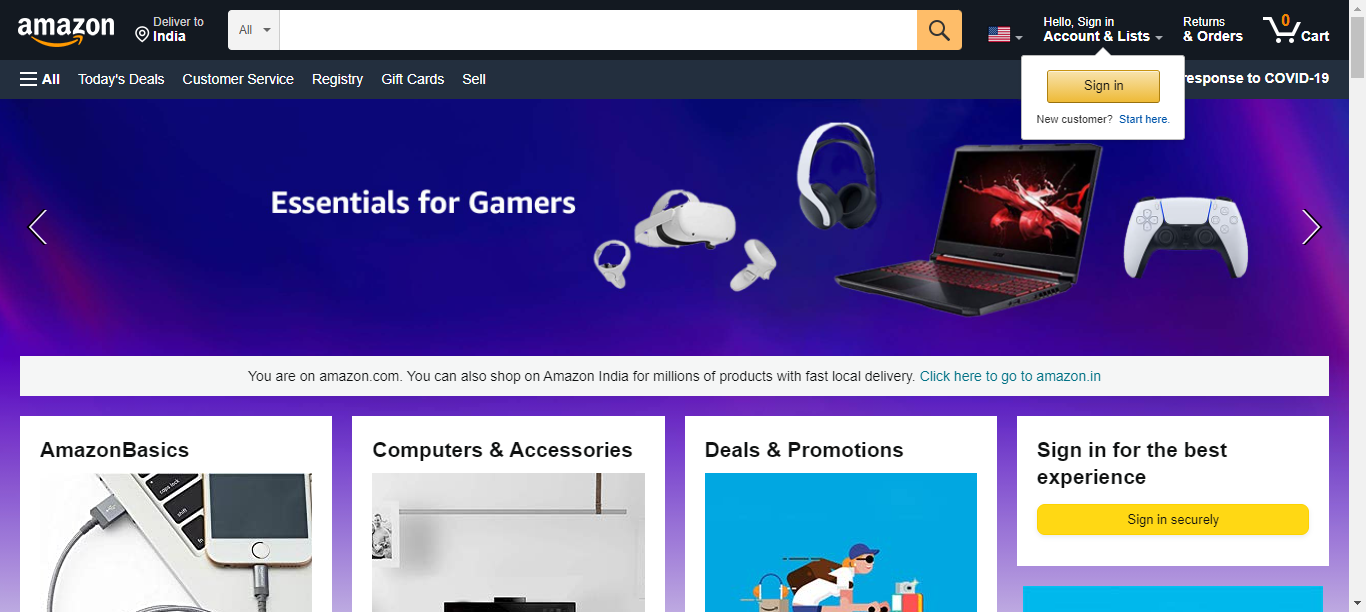 amazon
Deliver to
India
All
Hello, Sign in
Account & Lists
Returns
& Orders
0
Cart
All
Today's Deals
Customer Service
Registry
Gift Cards
Sell
response to COVID-19
Sign in
New customer? Start here.
Essentials for Gamers
You are on amazon.com. You can also shop on Amazon India for millions of products with fast local delivery. Click here to go to amazon.in
AmazonBasics
Computers & Accessories
Deals & Promotions
Sign in for the best
experience
Sign in securely
caps lock
shift